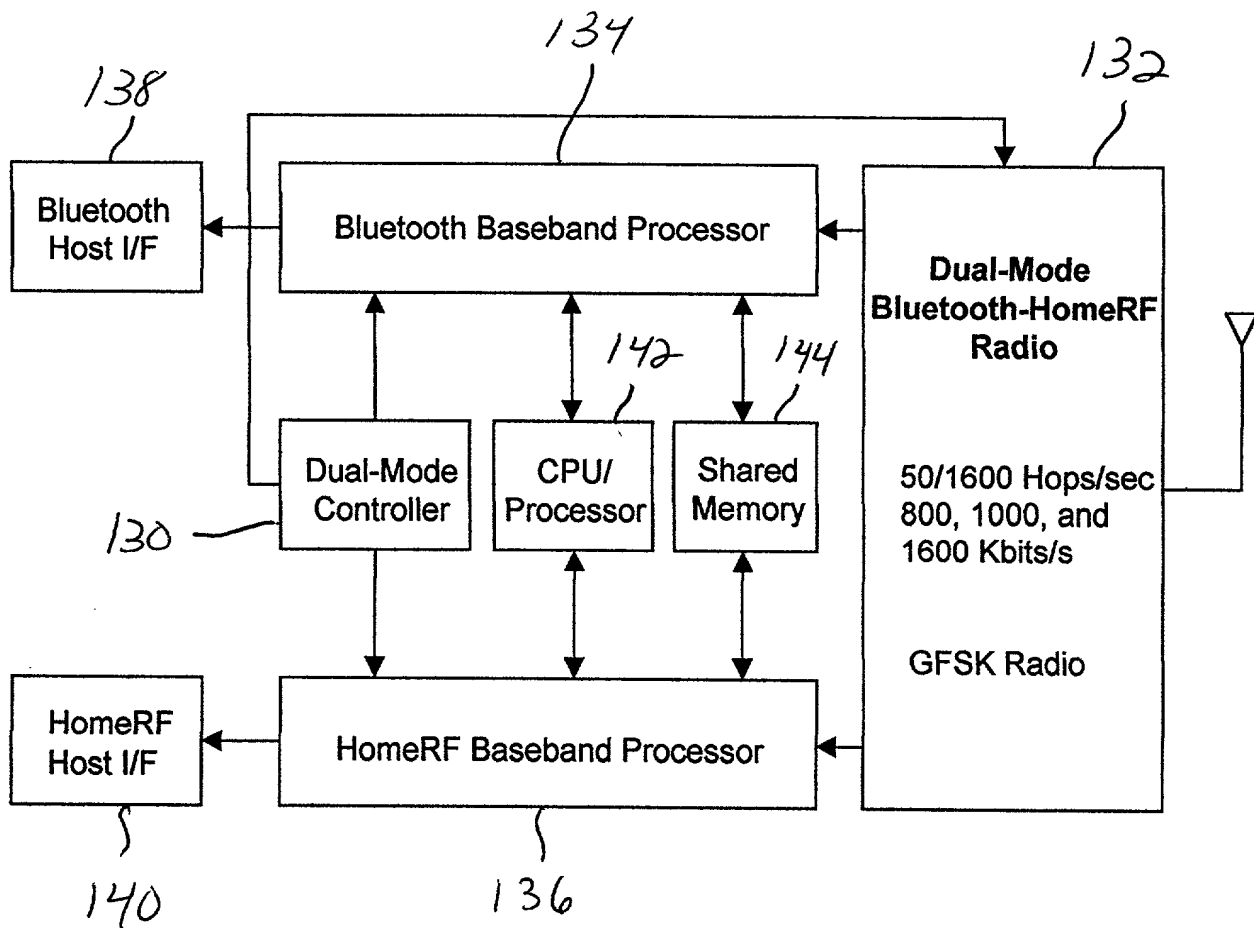 134
132
138
Bluetooth
Host I/F
Bluetooth Baseband Processor
Dual-Mode
Bluetooth-HomeRF
Radio
142
144
Dual-Mode
Controller
CPU/
Processor
Shared
Memory
50/1600 Hops/sec
800, 1000, and
1600 Kbits/s
130
GFSK Radio
HomeRF
Host I/F
HomeRF Baseband Processor
140
136